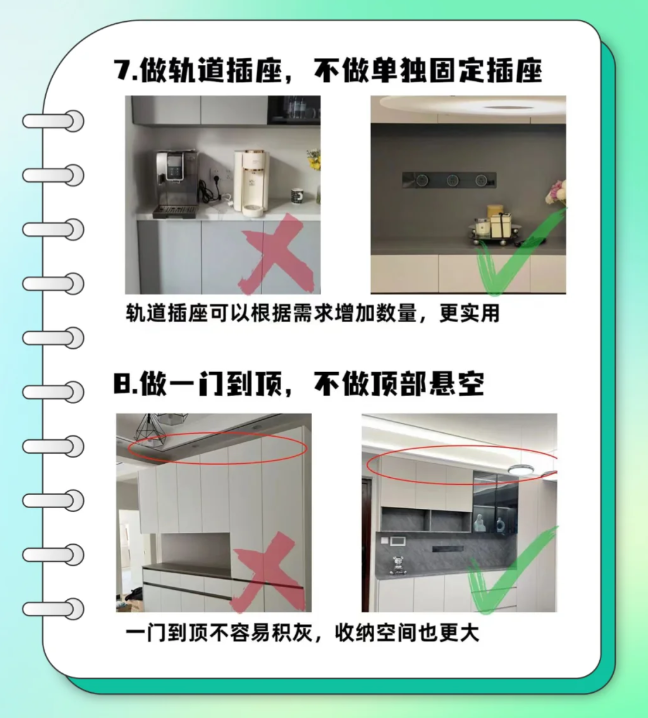 7.做轨道插座，不做单独固定插座
轨道插座可以根据需求增加数量，更实用
8.做一门到顶，不做顶部悬空
一门到顶不容易积灰，收纳空间也更大